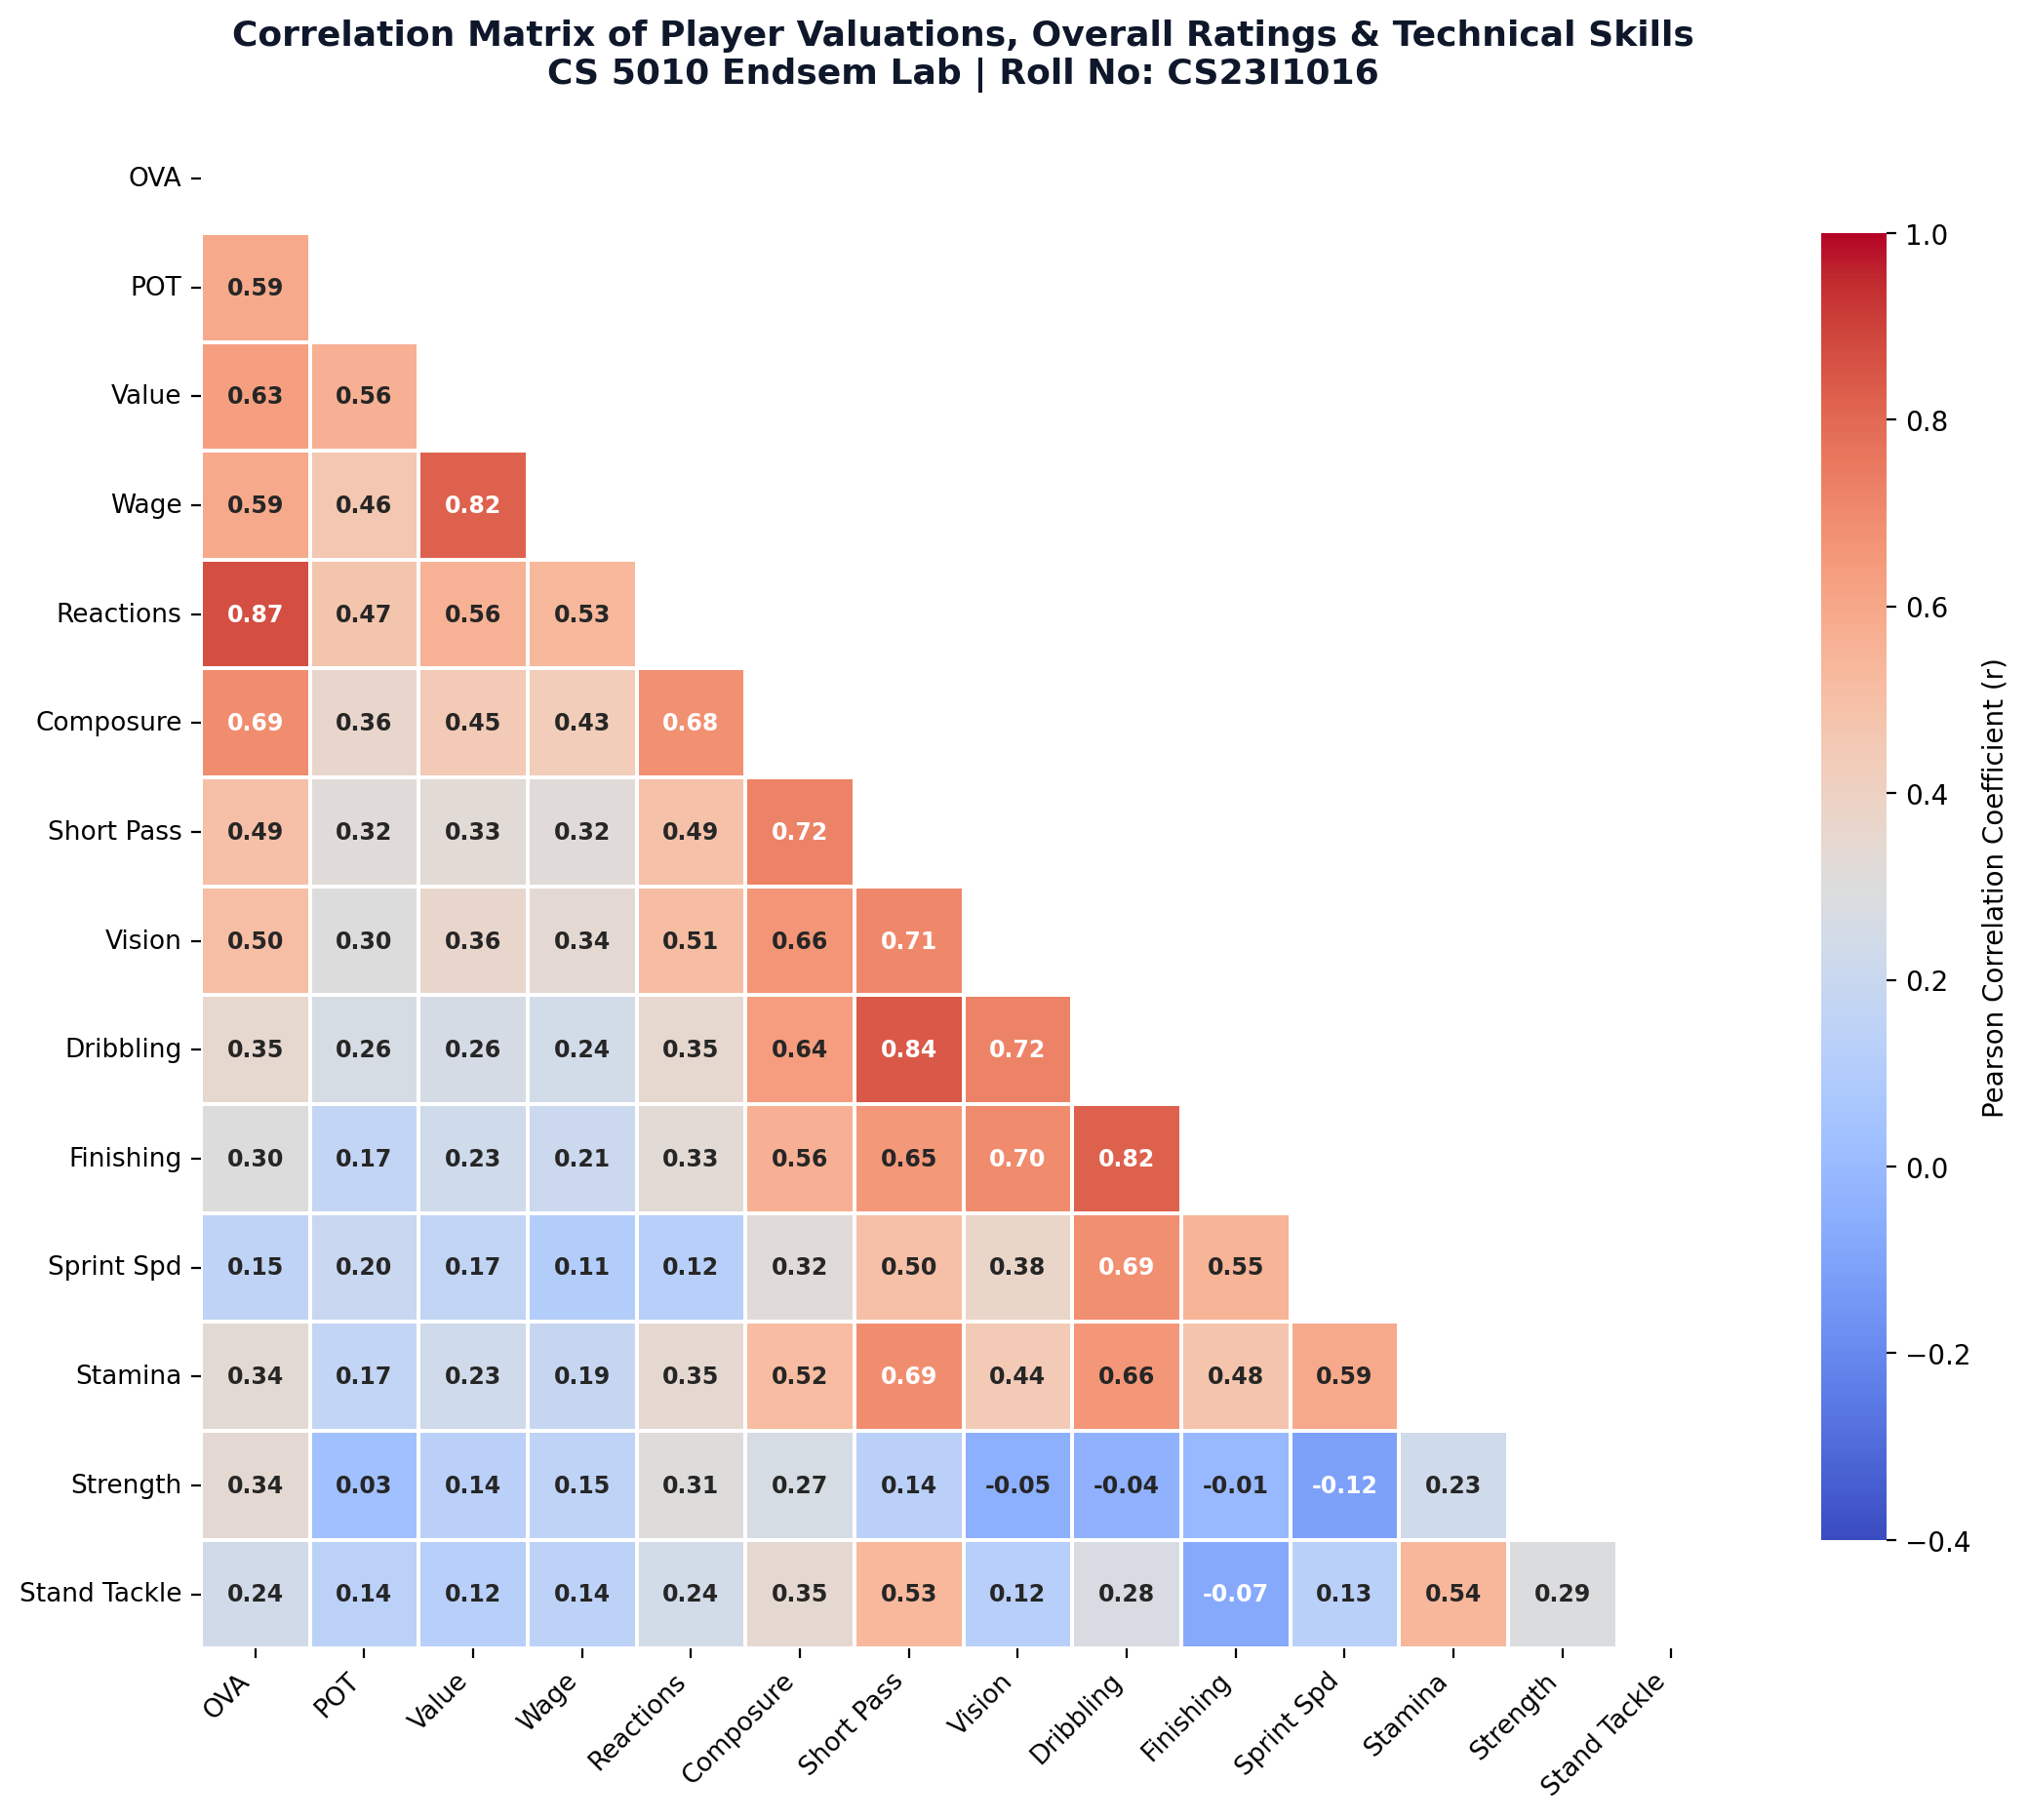 Correlation Matrix of Player Valuations, Overall Ratings & Technical Skills
CS 5010 Endsem Lab | Roll No: CS23I1016
OVA
POT 0.59
Value 0.63 0.56
Wage 0.59 0.46 0.82
Reactions 0.87 0.47 0.56 0.53
Composure 0.69 0.36 0.45 0.43 0.68
Short Pass 0.49 0.32 0.33 0.32 0.49 0.72
Vision 0.50 0.30 0.36 0.34 0.51 0.66 0.71
Dribbling 0.35 0.26 0.26 0.24 0.35 0.64 0.84 0.72
Finishing 0.30 0.17 0.23 0.21 0.33 0.56 0.65 0.70 0.82
Sprint Spd 0.15 0.20 0.17 0.11 0.12 0.32 0.50 0.38 0.69 0.55
Stamina 0.34 0.17 0.23 0.19 0.35 0.52 0.69 0.44 0.66 0.48 0.59
Strength 0.34 0.03 0.14 0.15 0.31 0.27 0.14 -0.05 -0.04 -0.01 -0.12 0.23
Stand Tackle 0.24 0.14 0.12 0.14 0.24 0.35 0.53 0.12 0.28 -0.07 0.13 0.54 0.29
OVA POT Value Wage Reactions Composure Short Pass Vision Dribbling Finishing Sprint Spd Stamina Strength Stand Tackle
1.0
0.8
0.6
0.4
0.2
0.0
−0.2
−0.4
Pearson Correlation Coefficient (r)